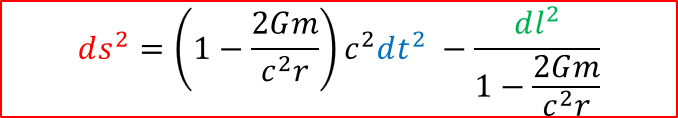 ds² = (1 − 2Gm/c²r) c²dt² − dl²/(1 − 2Gm/c²r)